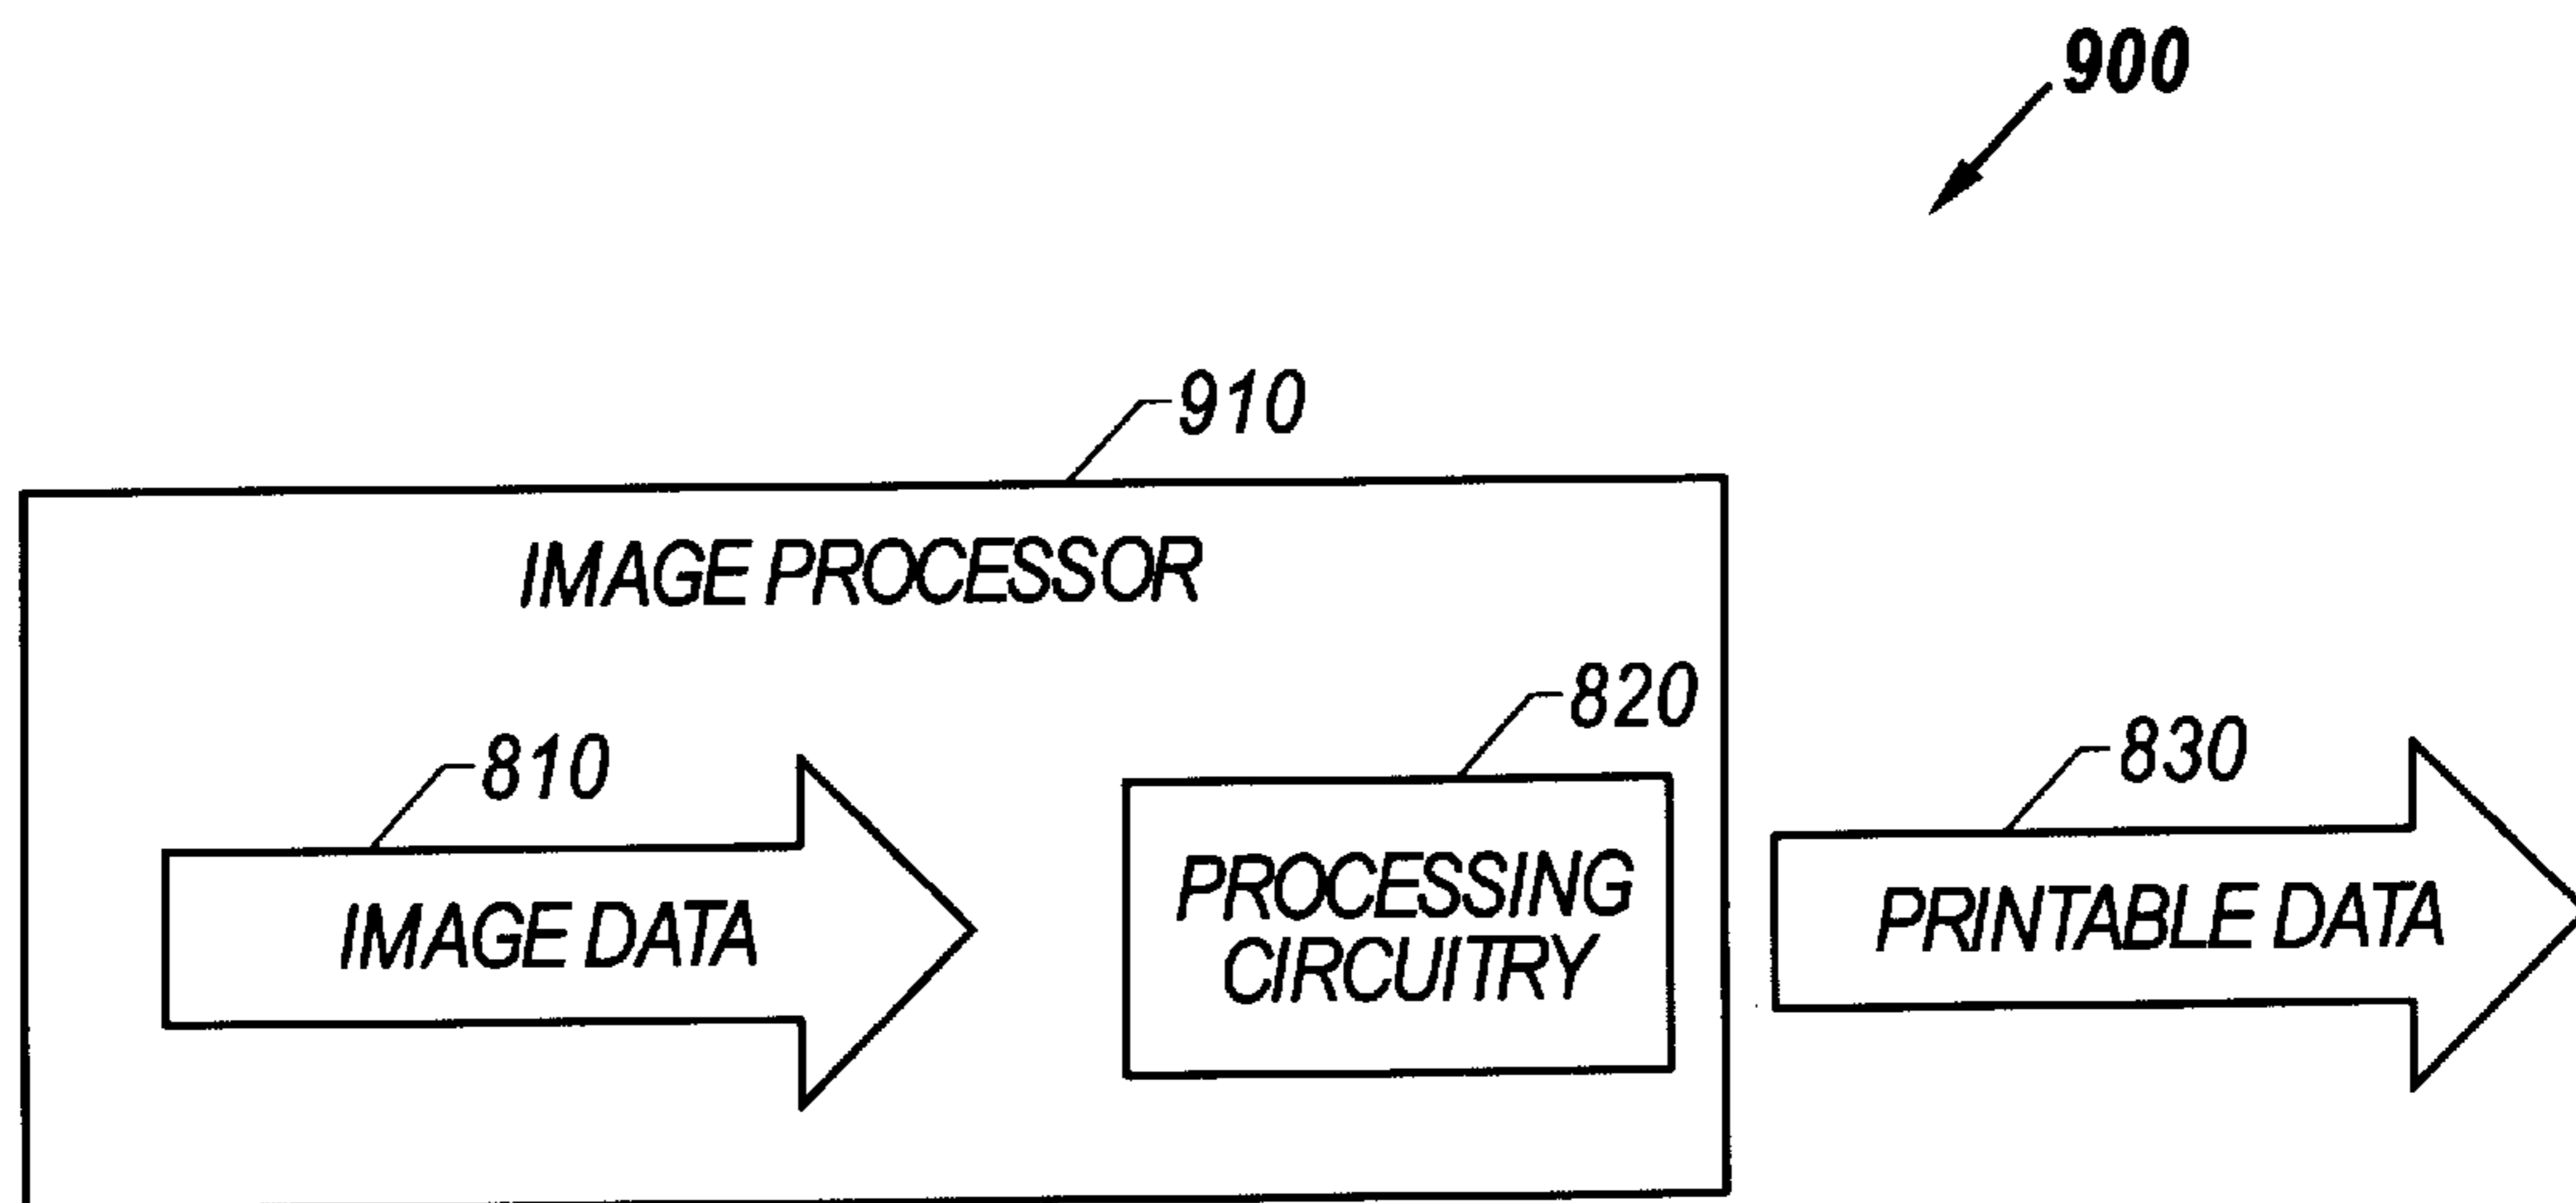 900
910
IMAGE PROCESSOR
820
810
830
PROCESSING
CIRCUITRY
IMAGE DATA
PRINTABLE DATA